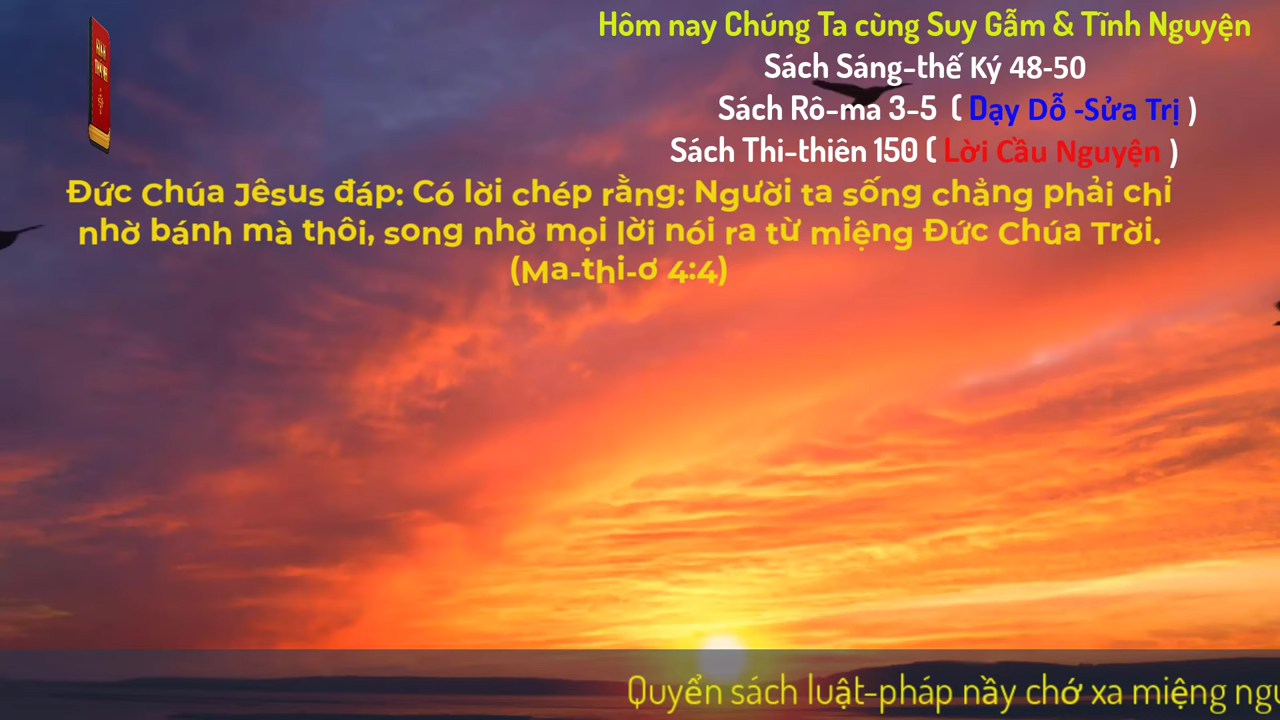 Hôm nay Chúng Ta cùng Suy Gẫm & Tĩnh Nguyện
Sách Sáng-thế Ký 48-50
Sách Rô-ma 3-5 ( Dạy Dỗ -Sửa Trị )
Sách Thi-thiên 150 ( Lời Cầu Nguyện )
Đức Chúa Jêsus đáp: Có lời chép rằng: Người ta sống chẳng phải chỉ
nhờ bánh mà thôi, song nhờ mọi lời nói ra từ miệng Đức Chúa Trời.
(Ma-thi-ơ 4:4)
Quyển sách luật-pháp nầy chớ xa miệng